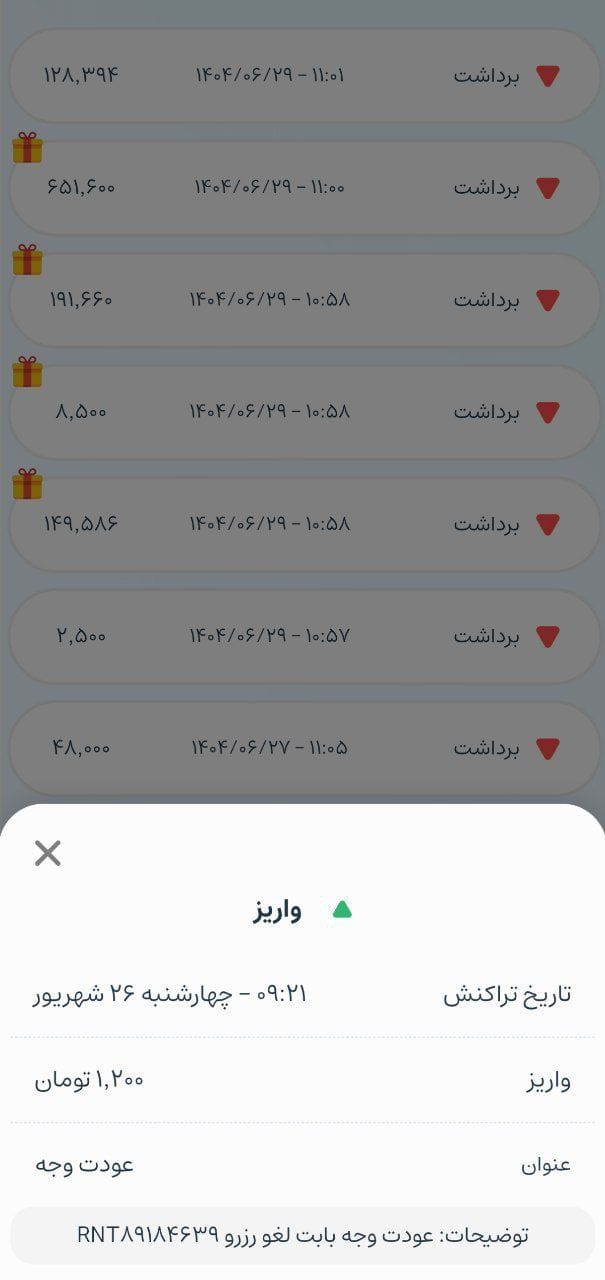 برداشت ۱۴۰۴/۰۶/۲۹ - ۱۱:۰۱ ۱۲۸,۳۹۴
برداشت ۱۴۰۴/۰۶/۲۹ - ۱۱:۰۰ ۶۵۱,۶۰۰
برداشت ۱۴۰۴/۰۶/۲۹ - ۱۰:۵۸ ۱۹۱,۶۶۰
برداشت ۱۴۰۴/۰۶/۲۹ - ۱۰:۵۸ ۸,۵۰۰
برداشت ۱۴۰۴/۰۶/۲۹ - ۱۰:۵۸ ۱۴۹,۵۸۶
برداشت ۱۴۰۴/۰۶/۲۹ - ۱۰:۵۷ ۲,۵۰۰
برداشت ۱۴۰۴/۰۶/۲۷ - ۱۱:۰۵ ۴۸,۰۰۰
واریز
تاریخ تراکنش ۰۹:۲۱ - چهارشنبه ۲۶ شهریور
واریز ۱,۲۰۰ تومان
عنوان عودت وجه
توضیحات: عودت وجه بابت لغو رزرو RNT۸۹۱۸۴۶۳۹